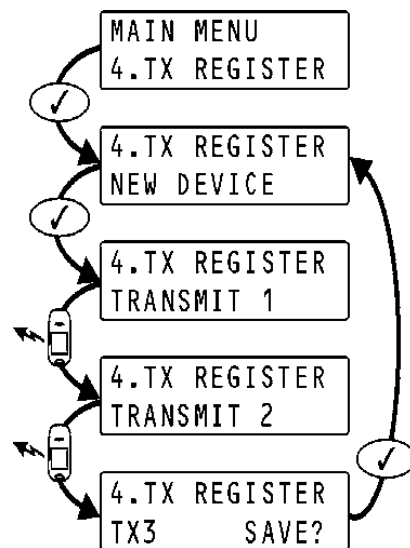 MAIN MENU
4.TX REGISTER
4.TX REGISTER
NEW DEVICE
4.TX REGISTER
TRANSMIT 1
4.TX REGISTER
TRANSMIT 2
4.TX REGISTER
TX3 SAVE?